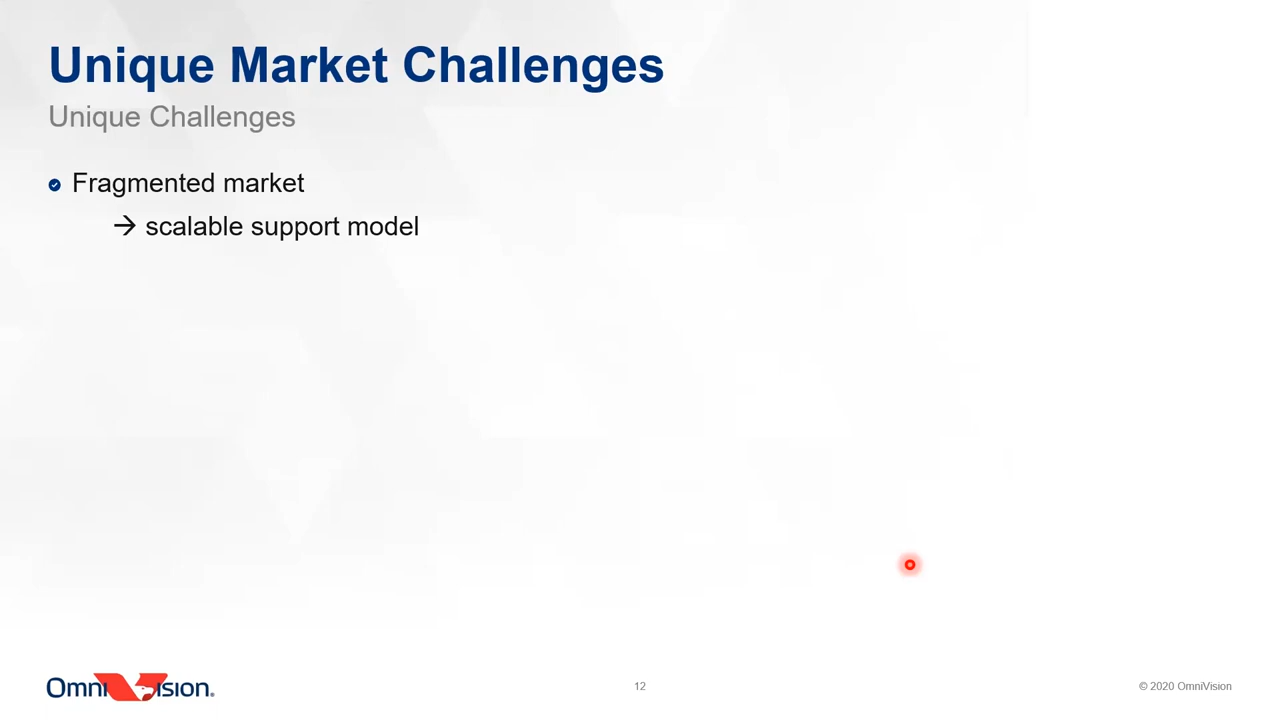 Unique Market Challenges
Unique Challenges
Fragmented market
→ scalable support model
OmniVision®
12
© 2020 OmniVision